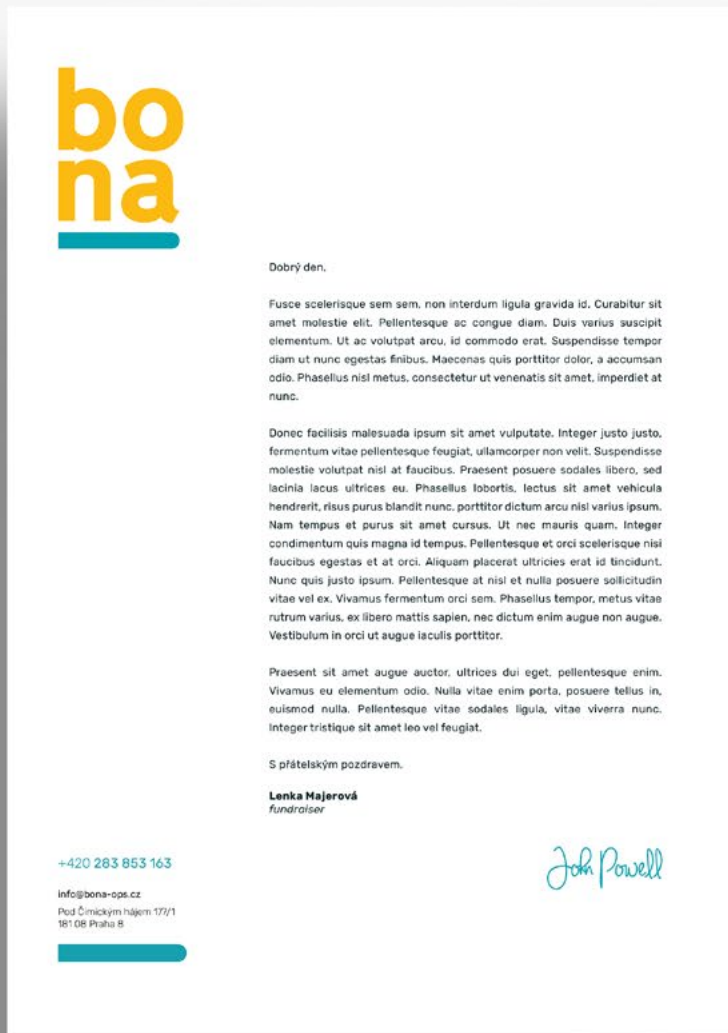 bo
na
Dobrý den,
Fusce scelerisque sem sem, non interdum ligula gravida id. Curabitur sit
amet molestie elit. Pellentesque ac congue diam. Duis varius suscipit
elementum. Ut ac volutpat arcu, id commodo erat. Suspendisse tempor
diam ut nunc egestas finibus. Maecenas quis porttitor dolor, a accumsan
odio. Phasellus nisl metus, consectetur ut venenatis sit amet, imperdiet at
nunc.
Donec facilisis malesuada ipsum sit amet vulputate. Integer justo justo,
fermentum vitae pellentesque feugiat, ullamcorper non velit. Suspendisse
molestie volutpat nisl at faucibus. Praesent posuere sodales libero, sed
lacinia lacus ultrices eu. Phasellus lobortis, lectus sit amet vehicula
hendrerit, risus purus blandit nunc, porttitor dictum arcu nisl varius ipsum.
Nam tempus et purus sit amet cursus. Ut nec mauris quam. Integer
condimentum quis magna id tempus. Pellentesque et orci scelerisque nisi
faucibus egestas et at orci. Aliquam placerat ultricies erat id tincidunt.
Nunc quis justo ipsum. Pellentesque at nisl et nulla posuere sollicitudin
vitae vel ex. Vivamus fermentum orci sem. Phasellus tempor, metus vitae
rutrum varius, ex libero mattis sapien, nec dictum enim augue non augue.
Vestibulum in orci ut augue iaculis porttitor.
Praesent sit amet augue auctor, ultrices dui eget, pellentesque enim.
Vivamus eu elementum odio. Nulla vitae enim porta, posuere tellus in,
euismod nulla. Pellentesque vitae sodales ligula, vitae viverra nunc.
Integer tristique sit amet leo vel feugiat.
S přátelským pozdravem,
Lenka Majerová
fundraiser
John Powell
+420 283 853 163
info@bona-ops.cz
Pod Čimickým hájem 177/1
181 08 Praha 8